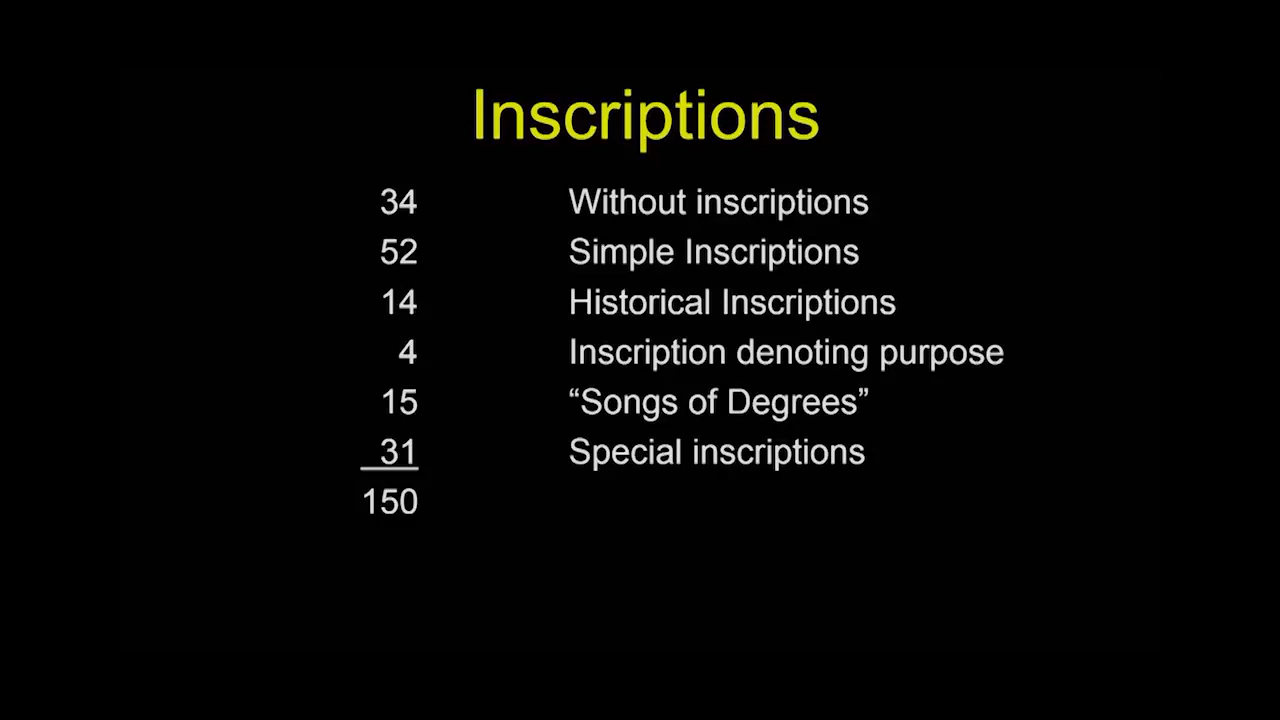 Inscriptions
34 Without inscriptions
52 Simple Inscriptions
14 Historical Inscriptions
4 Inscription denoting purpose
15 “Songs of Degrees”
31 Special inscriptions
150